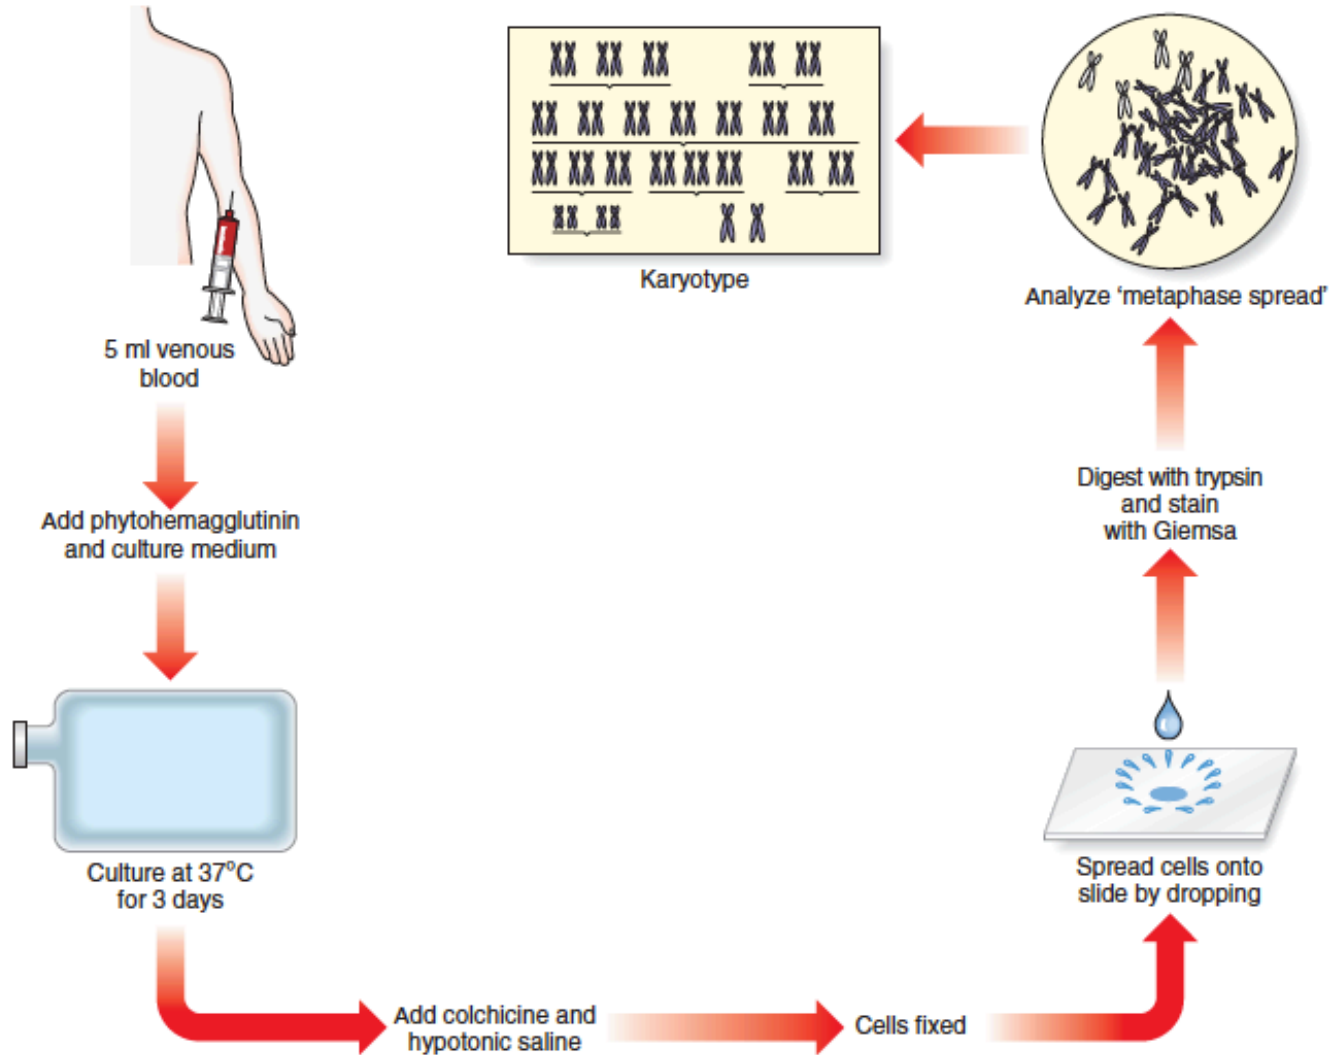 5 ml venous
blood
Add phytohemagglutinin
and culture medium
Culture at 37°C
for 3 days
Add colchicine and
hypotonic saline
Cells fixed
Spread cells onto
slide by dropping
Digest with trypsin
and stain
with Giemsa
Analyze ‘metaphase spread’
Karyotype